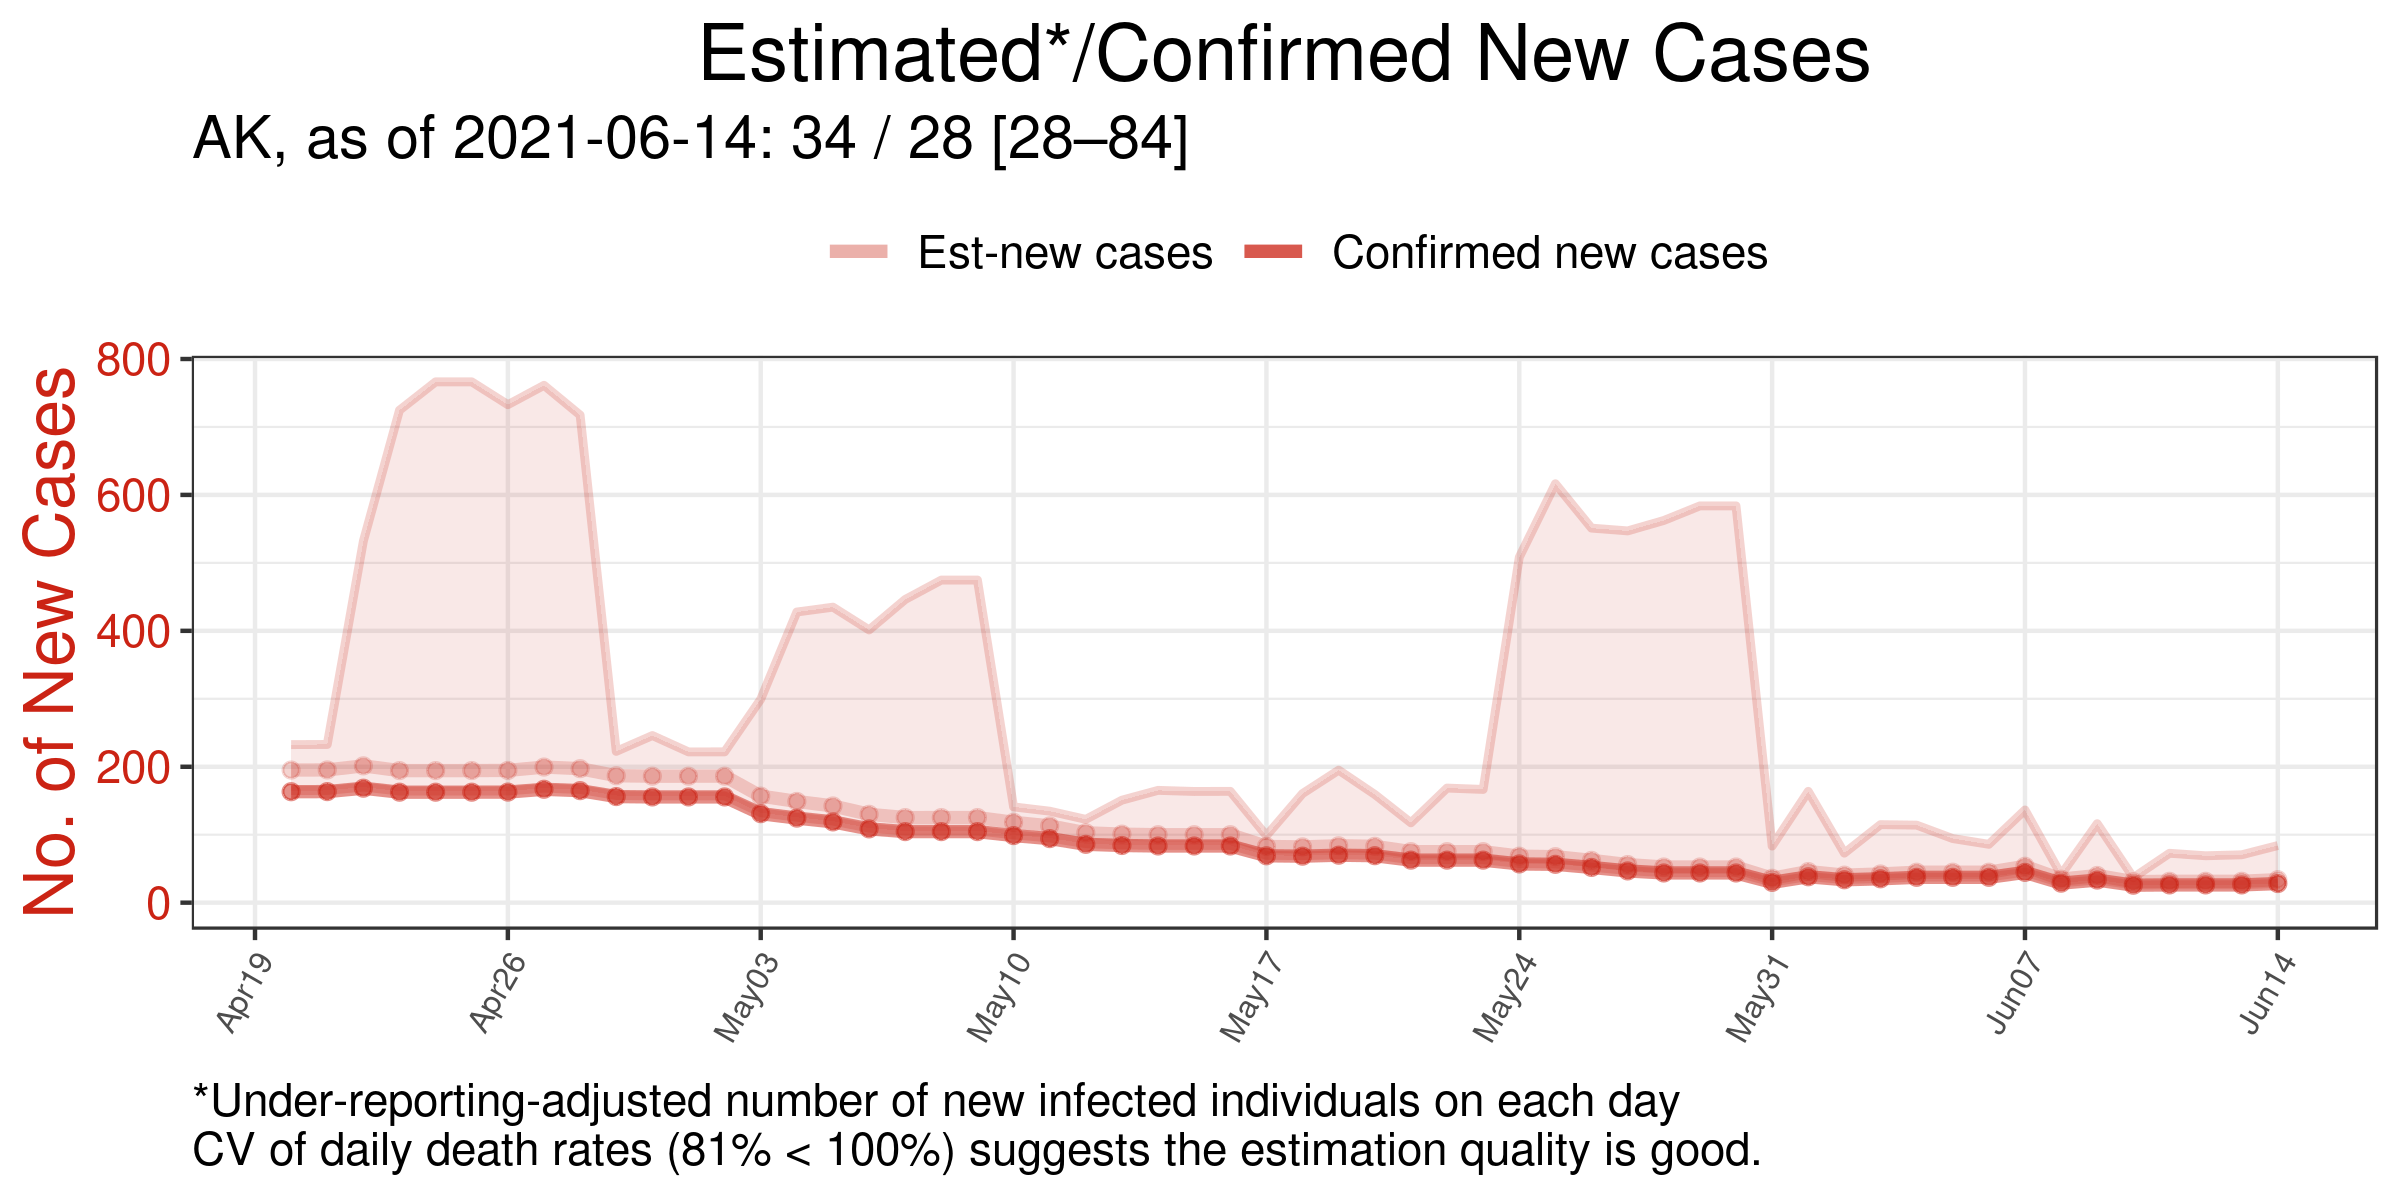 Estimated*/Confirmed New Cases
AK, as of 2021-06-14: 34 / 28 [28–84]
Est-new cases Confirmed new cases
No. of New Cases
800
600
400
200
0
Apr19 Apr26 May03 May10 May17 May24 May31 Jun07 Jun14
*Under-reporting-adjusted number of new infected individuals on each day
CV of daily death rates (81% < 100%) suggests the estimation quality is good.